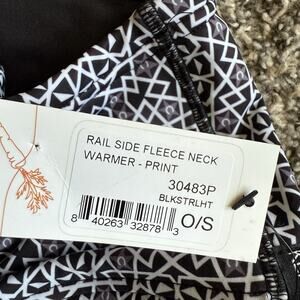 RAIL SIDE FLEECE NECK
WARMER - PRINT
30483P
BLKSTRLHT
8 40263 32878 3
O/S